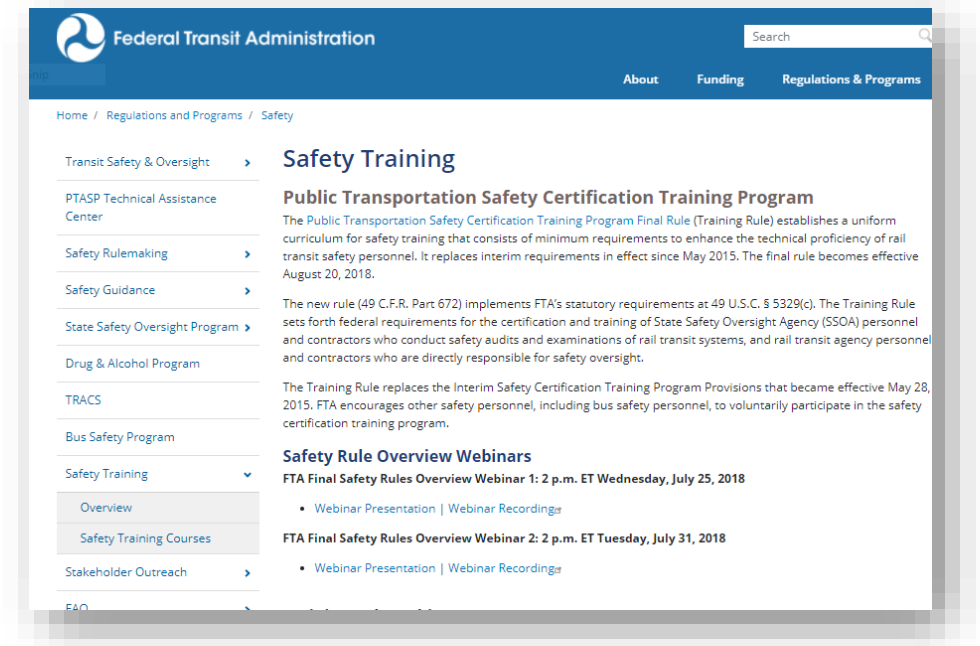 Federal Transit Administration
Search
About Funding Regulations & Programs
Home / Regulations and Programs / Safety
Transit Safety & Oversight
PTASP Technical Assistance
Center
Safety Rulemaking
Safety Guidance
State Safety Oversight Program
Drug & Alcohol Program
TRACS
Bus Safety Program
Safety Training
Overview
Safety Training Courses
Stakeholder Outreach
FAQ
Safety Training
Public Transportation Safety Certification Training Program
The Public Transportation Safety Certification Training Program Final Rule (Training Rule) establishes a uniform
curriculum for safety training that consists of minimum requirements to enhance the technical proficiency of rail
transit safety personnel. It replaces interim requirements in effect since May 2015. The final rule becomes effective
August 20, 2018.
The new rule (49 C.F.R. Part 672) implements FTA's statutory requirements at 49 U.S.C. § 5329(c). The Training Rule
sets forth federal requirements for the certification and training of State Safety Oversight Agency (SSOA) personnel
and contractors who conduct safety audits and examinations of rail transit systems, and rail transit agency personnel
and contractors who are directly responsible for safety oversight.
The Training Rule replaces the Interim Safety Certification Training Program Provisions that became effective May 28,
2015. FTA encourages other safety personnel, including bus safety personnel, to voluntarily participate in the safety
certification training program.
Safety Rule Overview Webinars
FTA Final Safety Rules Overview Webinar 1: 2 p.m. ET Wednesday, July 25, 2018
• Webinar Presentation | Webinar Recording
FTA Final Safety Rules Overview Webinar 2: 2 p.m. ET Tuesday, July 31, 2018
• Webinar Presentation | Webinar Recording